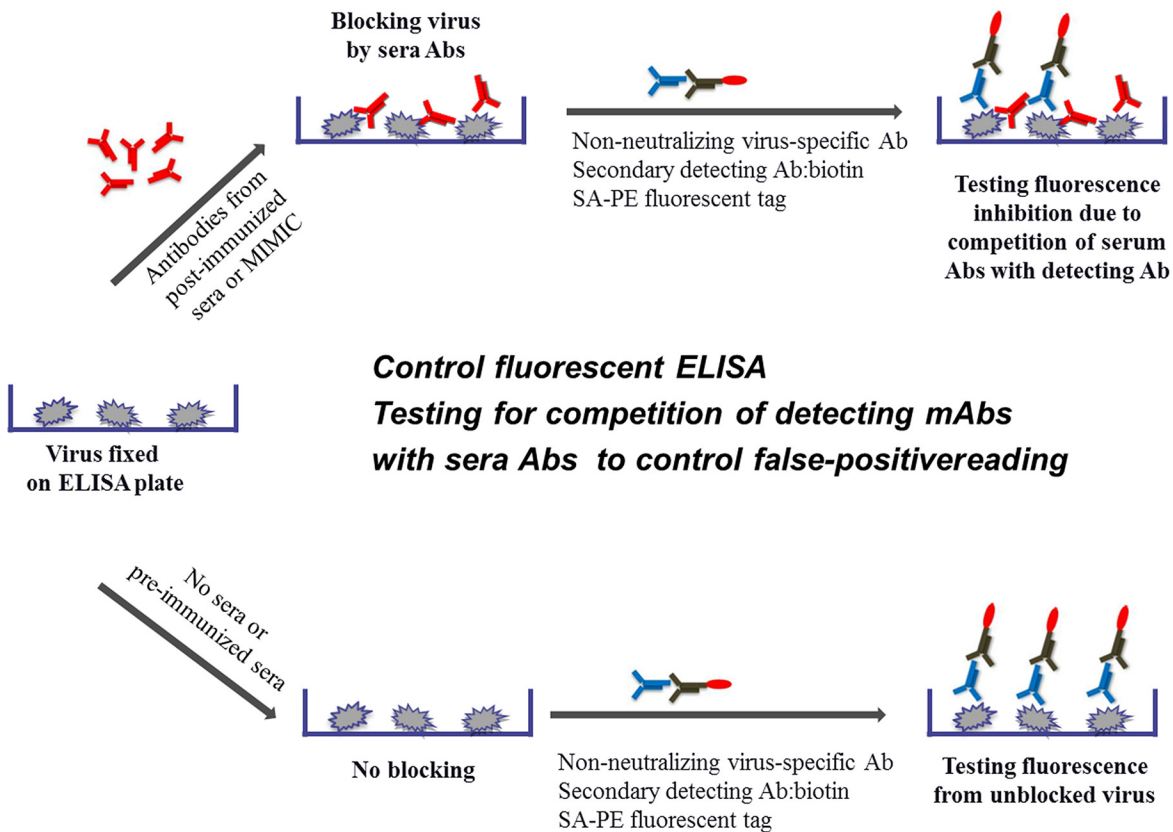 Blocking virus
by sera Abs
Antibodies from
post-immunized
sera or MIMIC
Non-neutralizing virus-specific Ab
Secondary detecting Ab:biotin
SA-PE fluorescent tag
Testing fluorescence
inhibition due to
competition of serum
Abs with detecting Ab
Control fluorescent ELISA
Testing for competition of detecting mAbs
with sera Abs to control false-positivereading
Virus fixed
on ELISA plate
No sera or
pre-immunized sera
No blocking
Non-neutralizing virus-specific Ab
Secondary detecting Ab:biotin
SA-PE fluorescent tag
Testing fluorescence
from unblocked virus